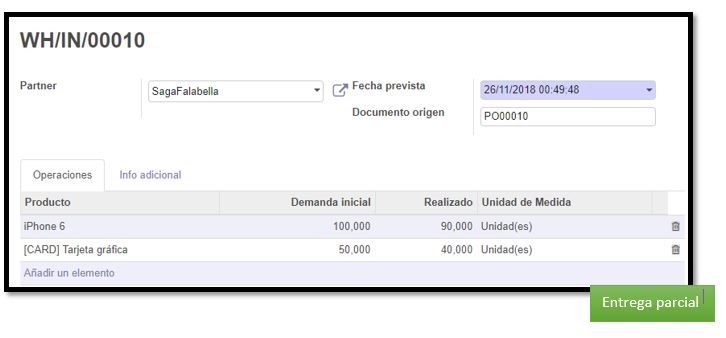 WH/IN/00010
Partner SagaFalabella Fecha prevista 26/11/2018 00:49:48
Documento origen PO00010
Operaciones Info adicional
Producto Demanda inicial Realizado Unidad de Medida
iPhone 6 100,000 90,000 Unidad(es)
[CARD] Tarjeta gráfica 50,000 40,000 Unidad(es)
Añadir un elemento
Entrega parcial